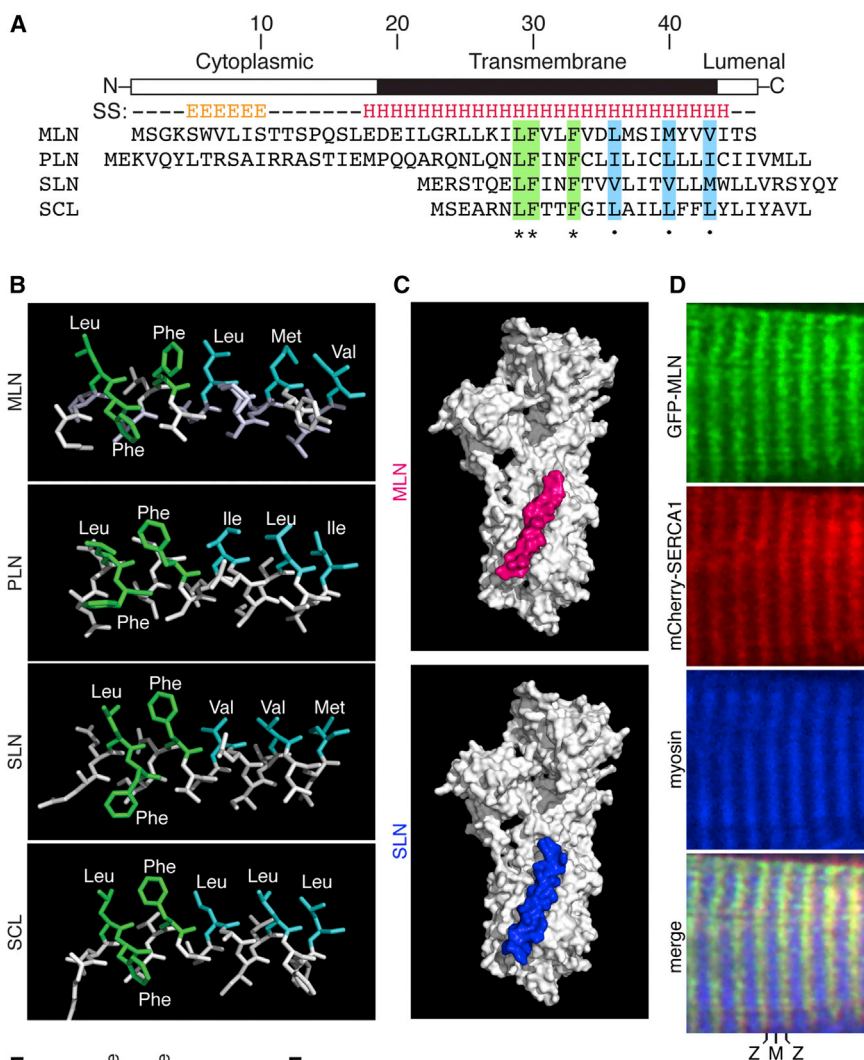 A
10 20 30 40
Cytoplasmic Transmembrane Lumenal
N C
SS:----EEEEEE-------HHHHHHHHHHHHHHHHHHHHHHHHHHH--
MLN MSGKSWVLISTTSPQSLEDEILGRLLKILFVLFVDLMSIMYVVITS
PLN MEKVQYLTRSAIRRASTIEMPQQARQNLQNLFINFCLILICLLLICIIVMLL
SLN MERSTQELFINFTVVLITVLLMWLLVRSYQY
SCL MSEARNLFTTFGILAILLFFLYLIYAVL
** * . . .
B
MLN
Leu Phe Leu Met Val
Phe
PLN
Leu Phe Ile Leu Ile
Phe
SLN
Leu Phe Val Val Met
Phe
SCL
Leu Phe Leu Leu Leu
Phe
C
MLN
SLN
D
GFP-MLN
mCherry-SERCA1
myosin
merge
Z M Z